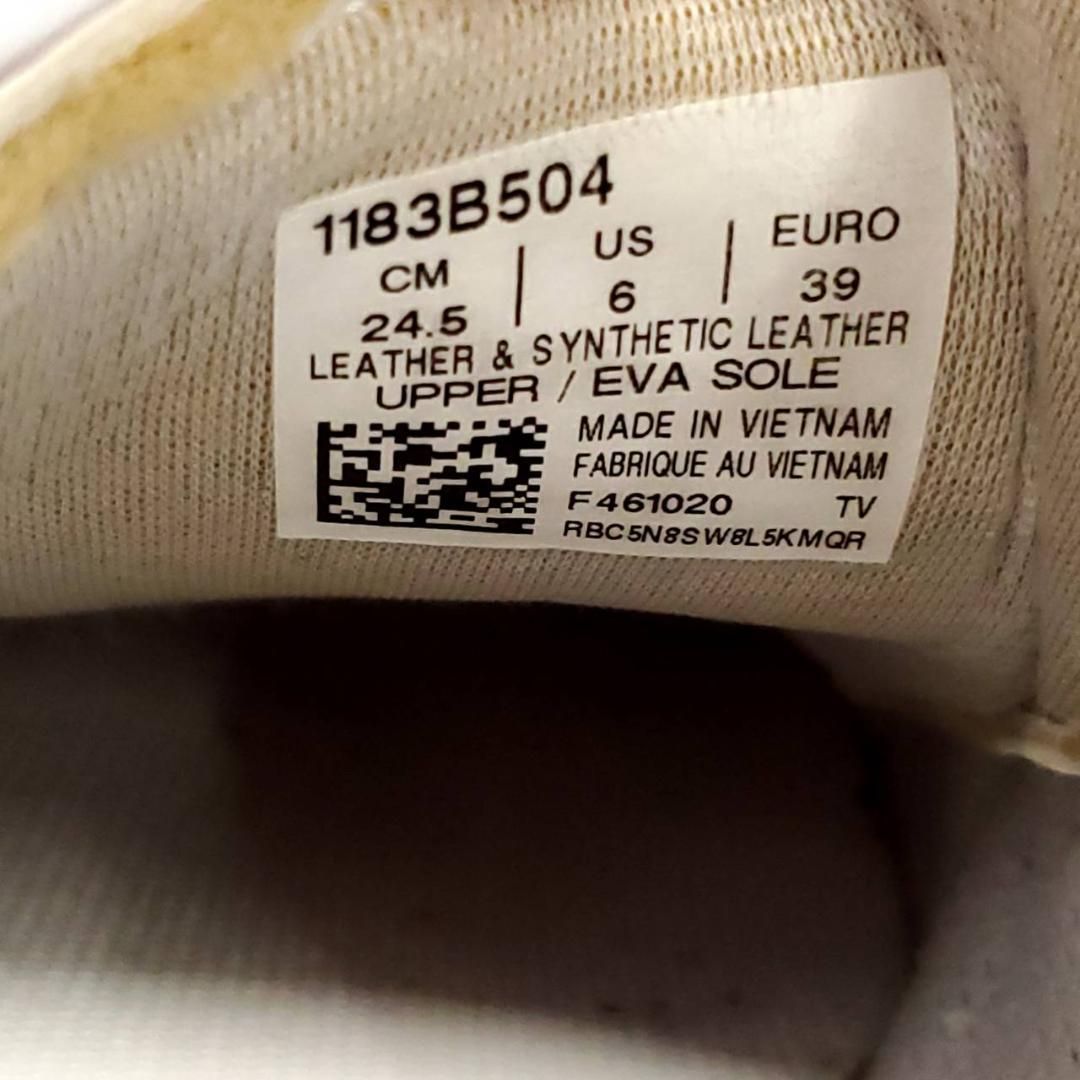 1183B504
CM | US | EURO
24.5 | 6 | 39
LEATHER & SYNTHETIC LEATHER
UPPER / EVA SOLE
MADE IN VIETNAM
FABRIQUE AU VIETNAM
F461020 TV
RBC5N8SW8L5KMQR